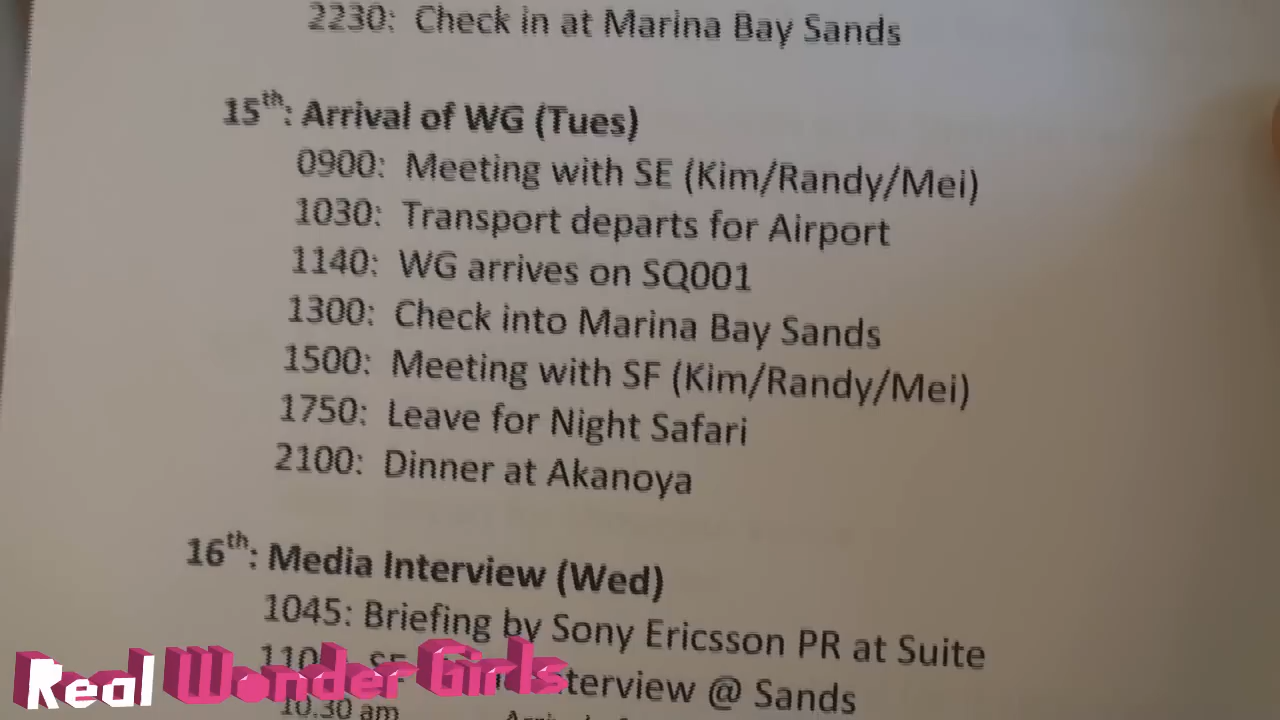 2230: Check in at Marina Bay Sands
15th: Arrival of WG (Tues)
0900: Meeting with SE (Kim/Randy/Mei)
1030: Transport departs for Airport
1140: WG arrives on SQ001
1300: Check into Marina Bay Sands
1500: Meeting with SF (Kim/Randy/Mei)
1750: Leave for Night Safari
2100: Dinner at Akanoya
16th: Media Interview (Wed)
1045: Briefing by Sony Ericsson PR at Suite
@ Sands
10.30 am
Real Wonder Girls